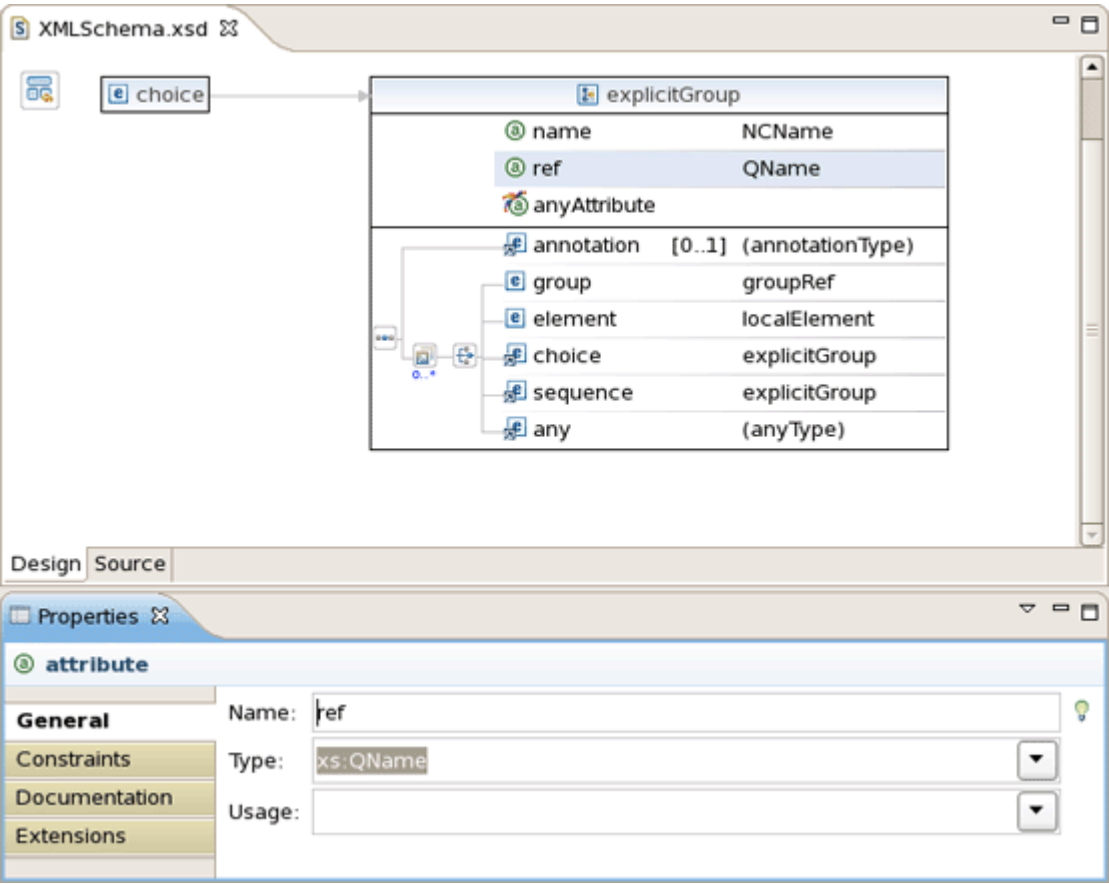 XMLSchema.xsd
choice
explicitGroup
name NCName
ref QName
anyAttribute
annotation [0..1] (annotationType)
group groupRef
element localElement
choice explicitGroup
0..*
sequence explicitGroup
any (anyType)
Design Source
Properties
attribute
General
Name: ref
Constraints
Type: xs:QName
Documentation
Usage:
Extensions